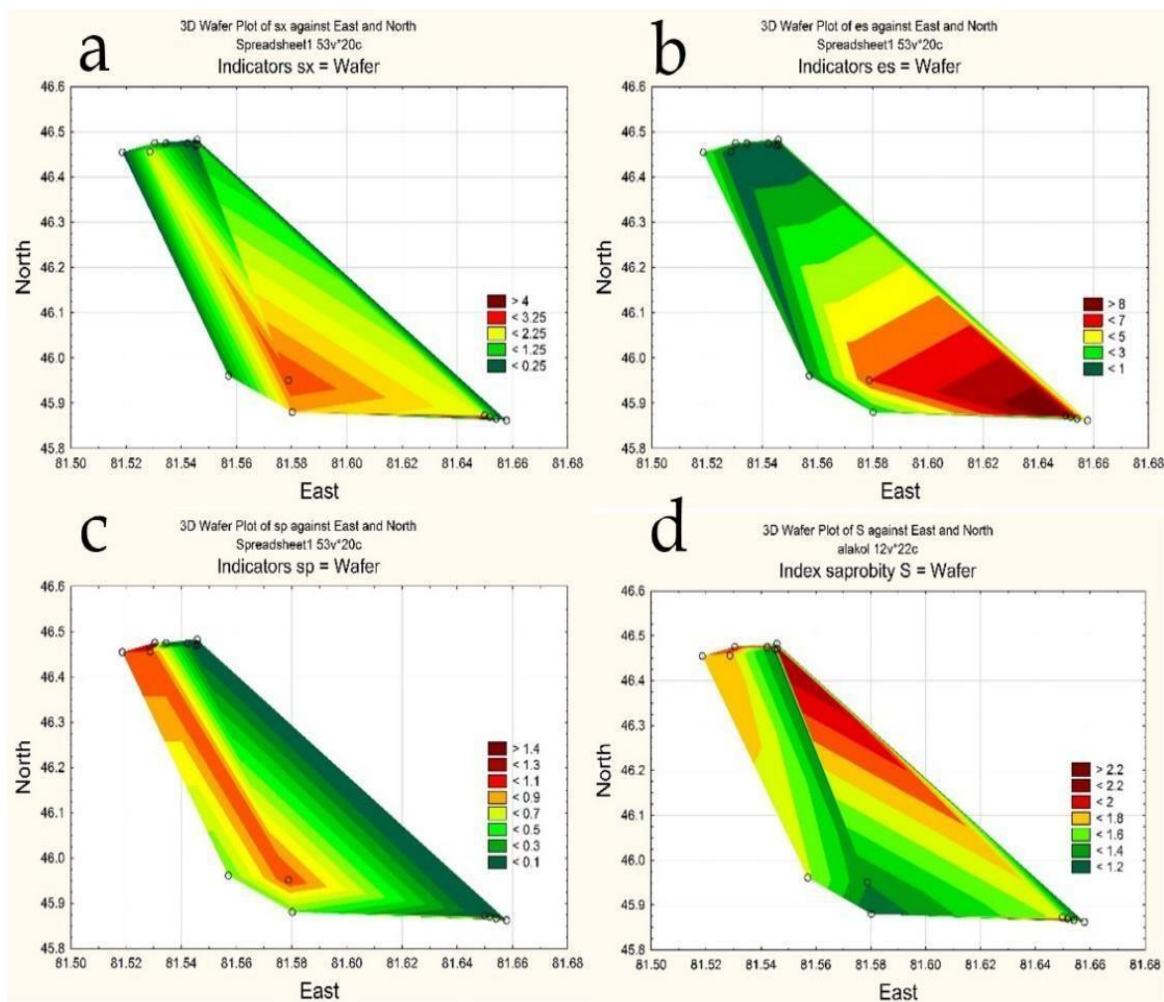 a
3D Wafer Plot of sx against East and North
Spreadsheet1 53v*20c
Indicators sx = Wafer
46.6
46.5
46.4
46.3
46.2
46.1
46.0
45.9
45.8
North
> 4
< 3.25
< 2.25
< 1.25
< 0.25
81.50 81.52 81.54 81.56 81.58 81.60 81.62 81.64 81.66 81.68
East
b
3D Wafer Plot of es against East and North
Spreadsheet1 53v*20c
Indicators es = Wafer
46.6
46.5
46.4
46.3
46.2
46.1
46.0
45.9
45.8
North
> 8
< 7
< 5
< 3
< 1
81.50 81.52 81.54 81.56 81.58 81.60 81.62 81.64 81.66 81.68
East
c
3D Wafer Plot of sp against East and North
Spreadsheet1 53v*20c
Indicators sp = Wafer
46.6
46.5
46.4
46.3
46.2
46.1
46.0
45.9
45.8
North
> 1.4
< 1.3
< 1.1
< 0.9
< 0.7
< 0.5
< 0.3
< 0.1
81.50 81.52 81.54 81.56 81.58 81.60 81.62 81.64 81.66 81.68
East
d
3D Wafer Plot of S against East and North
alakol 12v*22c
Index saprobity S = Wafer
46.6
46.5
46.4
46.3
46.2
46.1
46.0
45.9
45.8
North
> 2.2
< 2.2
< 2
< 1.8
< 1.6
< 1.4
< 1.2
81.50 81.52 81.54 81.56 81.58 81.60 81.62 81.64 81.66 81.68
East